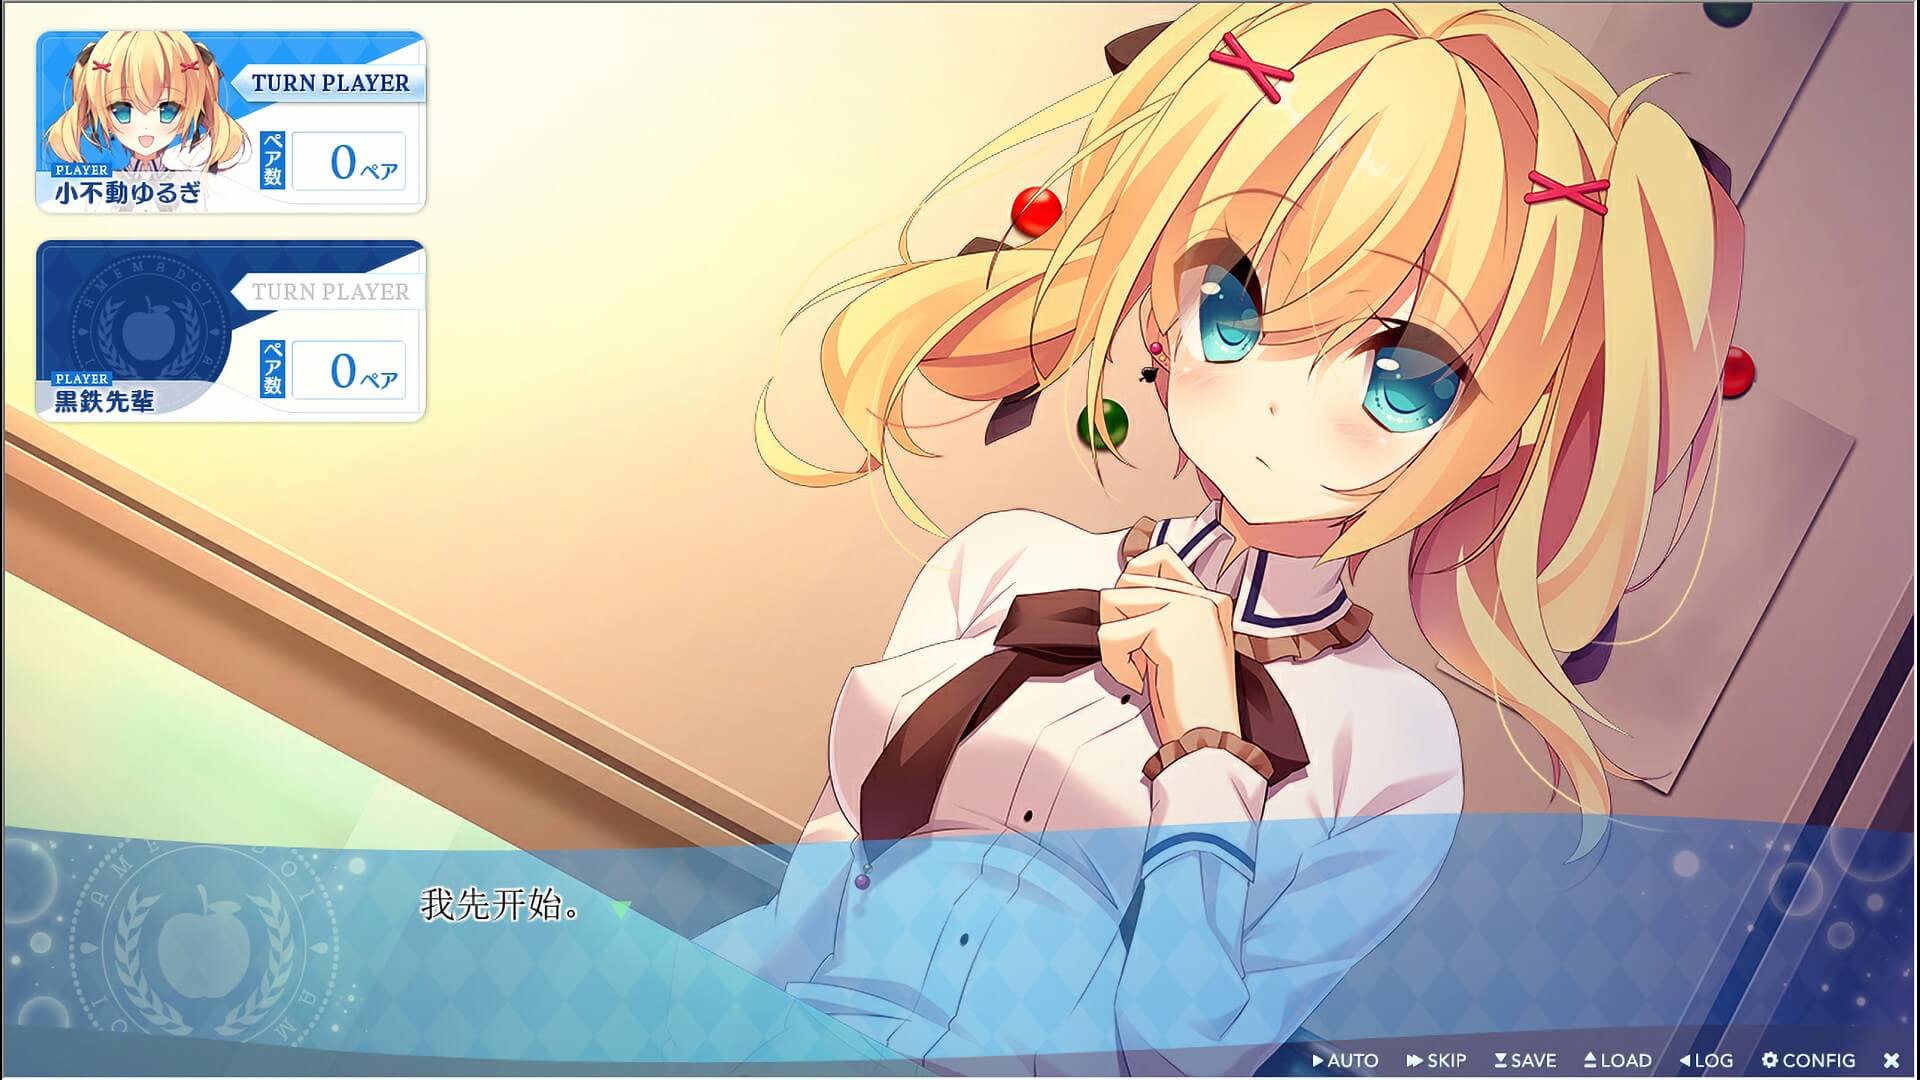 TURN PLAYER
ペア数
0ペア
PLAYER
小不動ゆるぎ
TURN PLAYER
ペア数
0ペア
PLAYER
黒鉄先輩
我先开始。
AUTO SKIP SAVE LOAD LOG CONFIG